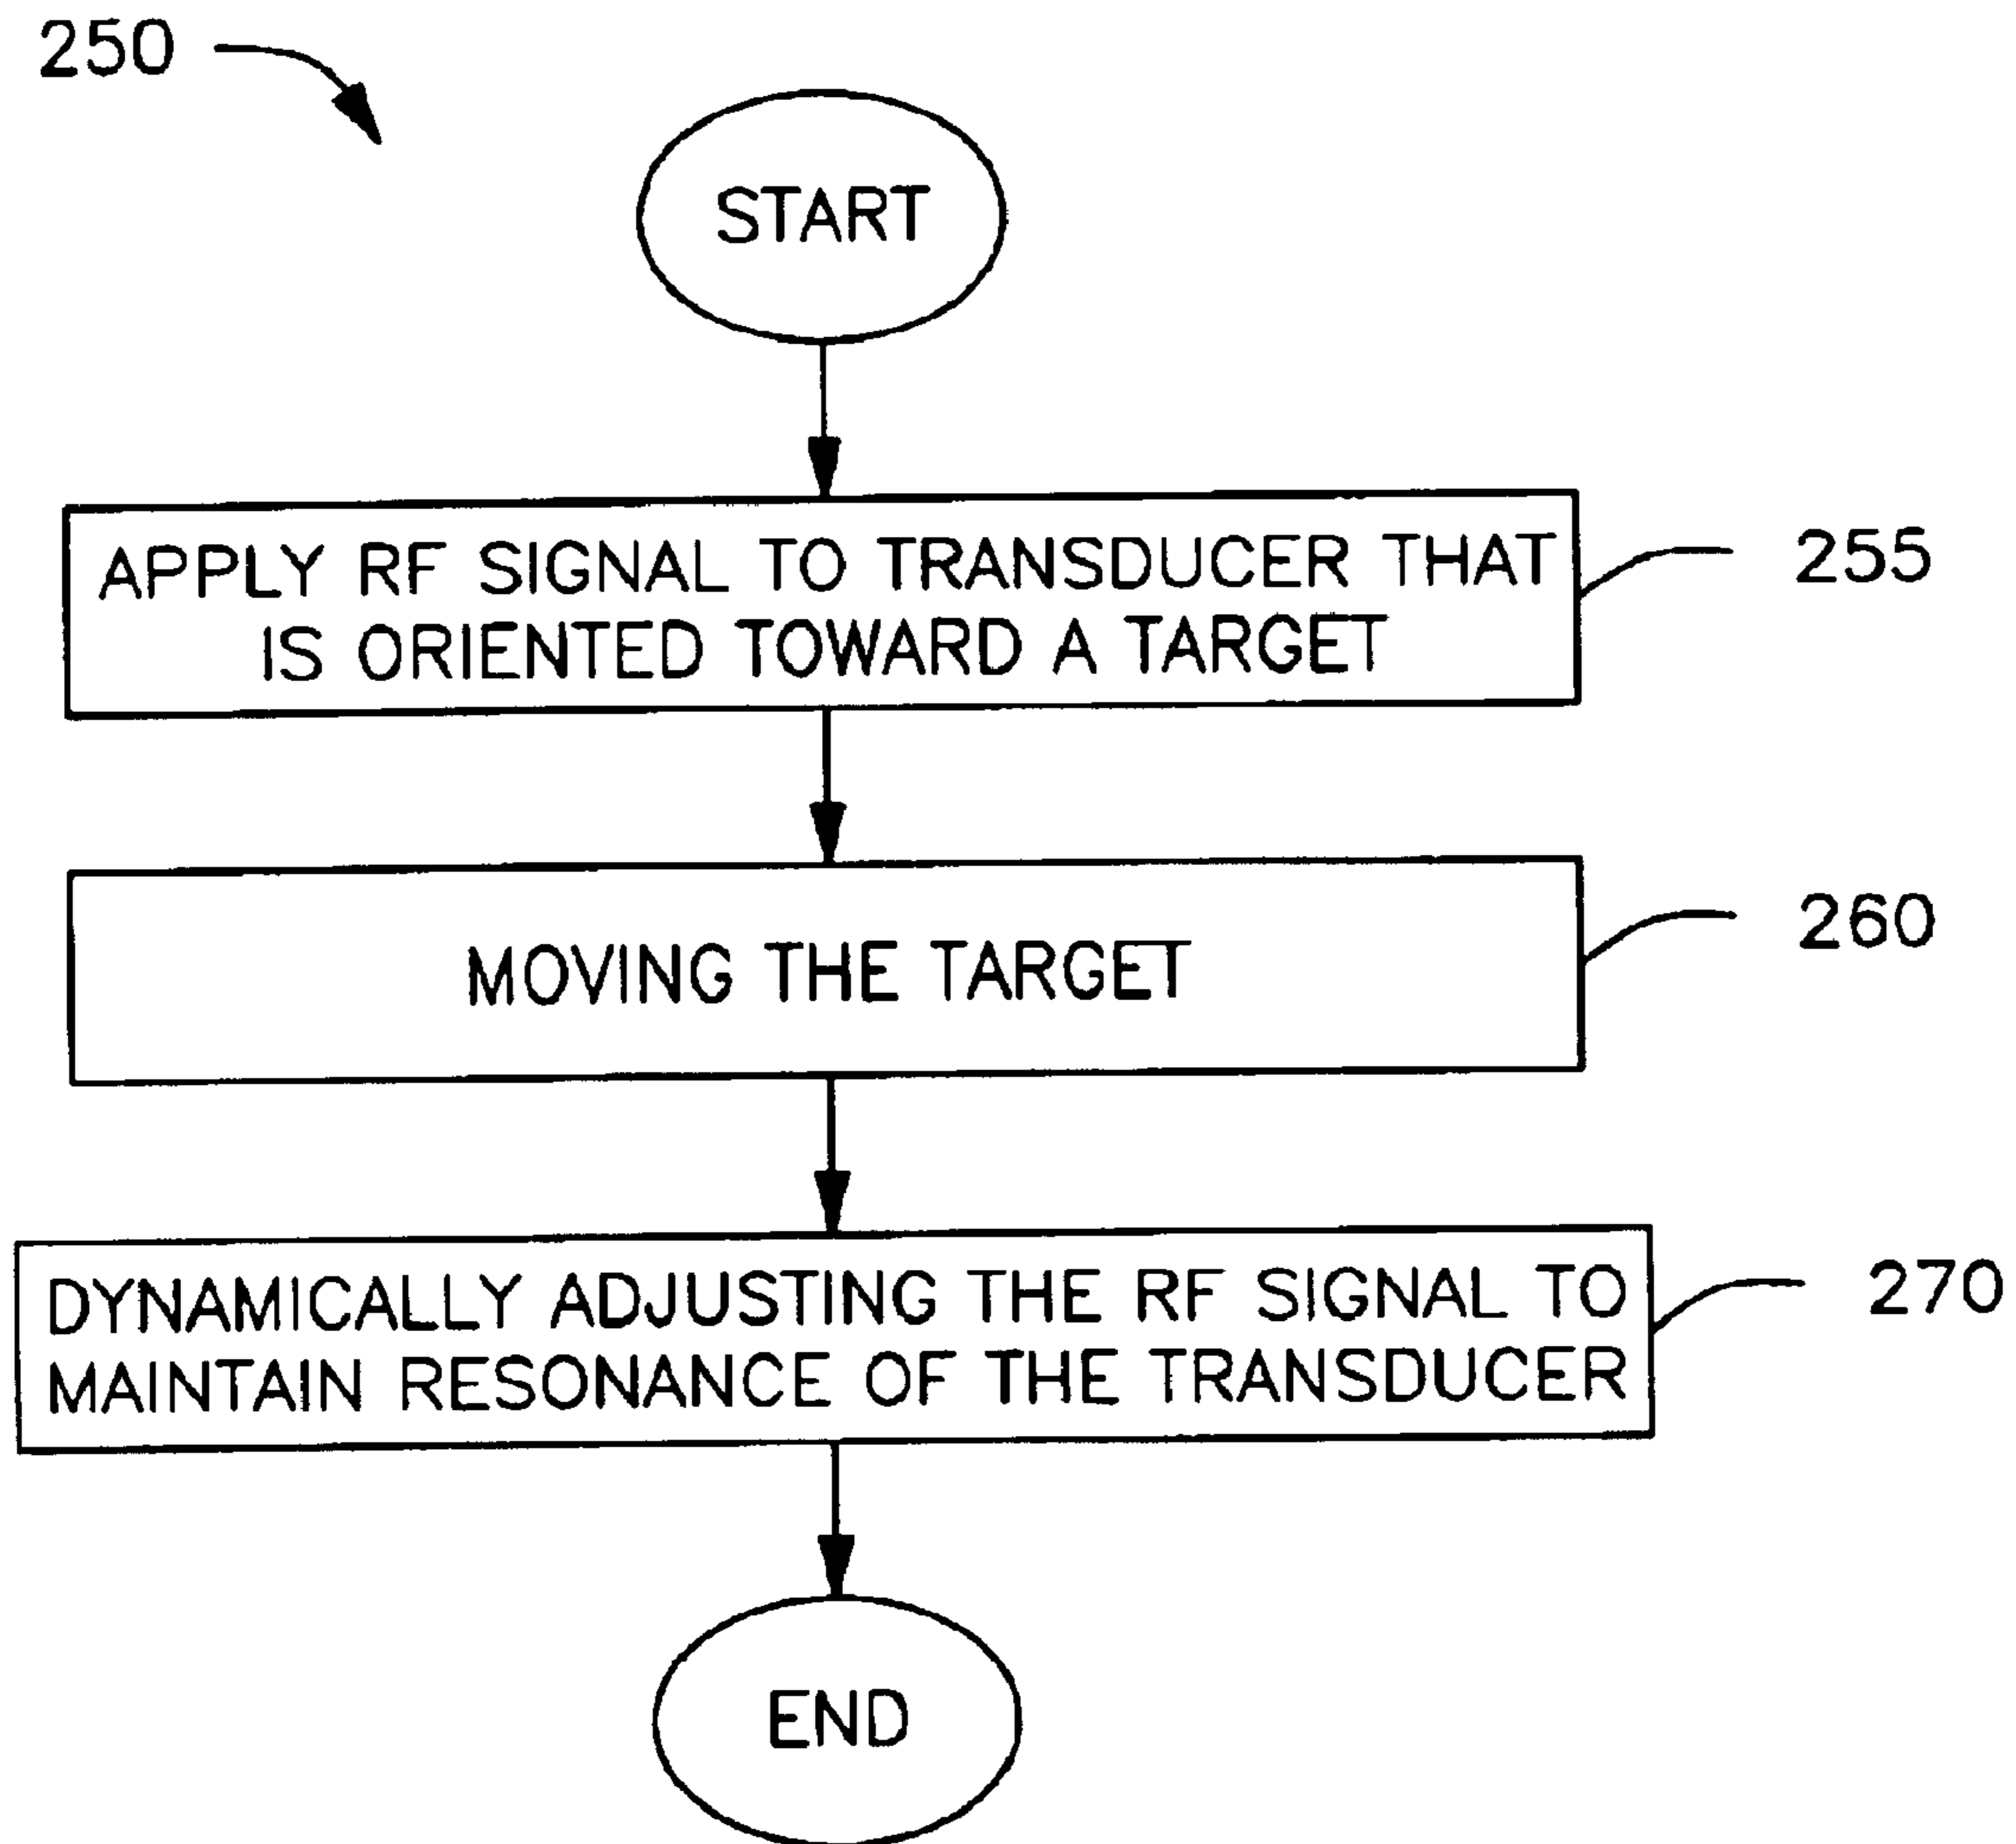 250
START
APPLY RF SIGNAL TO TRANSDUCER THAT
IS ORIENTED TOWARD A TARGET
255
MOVING THE TARGET
260
DYNAMICALLY ADJUSTING THE RF SIGNAL TO
MAINTAIN RESONANCE OF THE TRANSDUCER
270
END